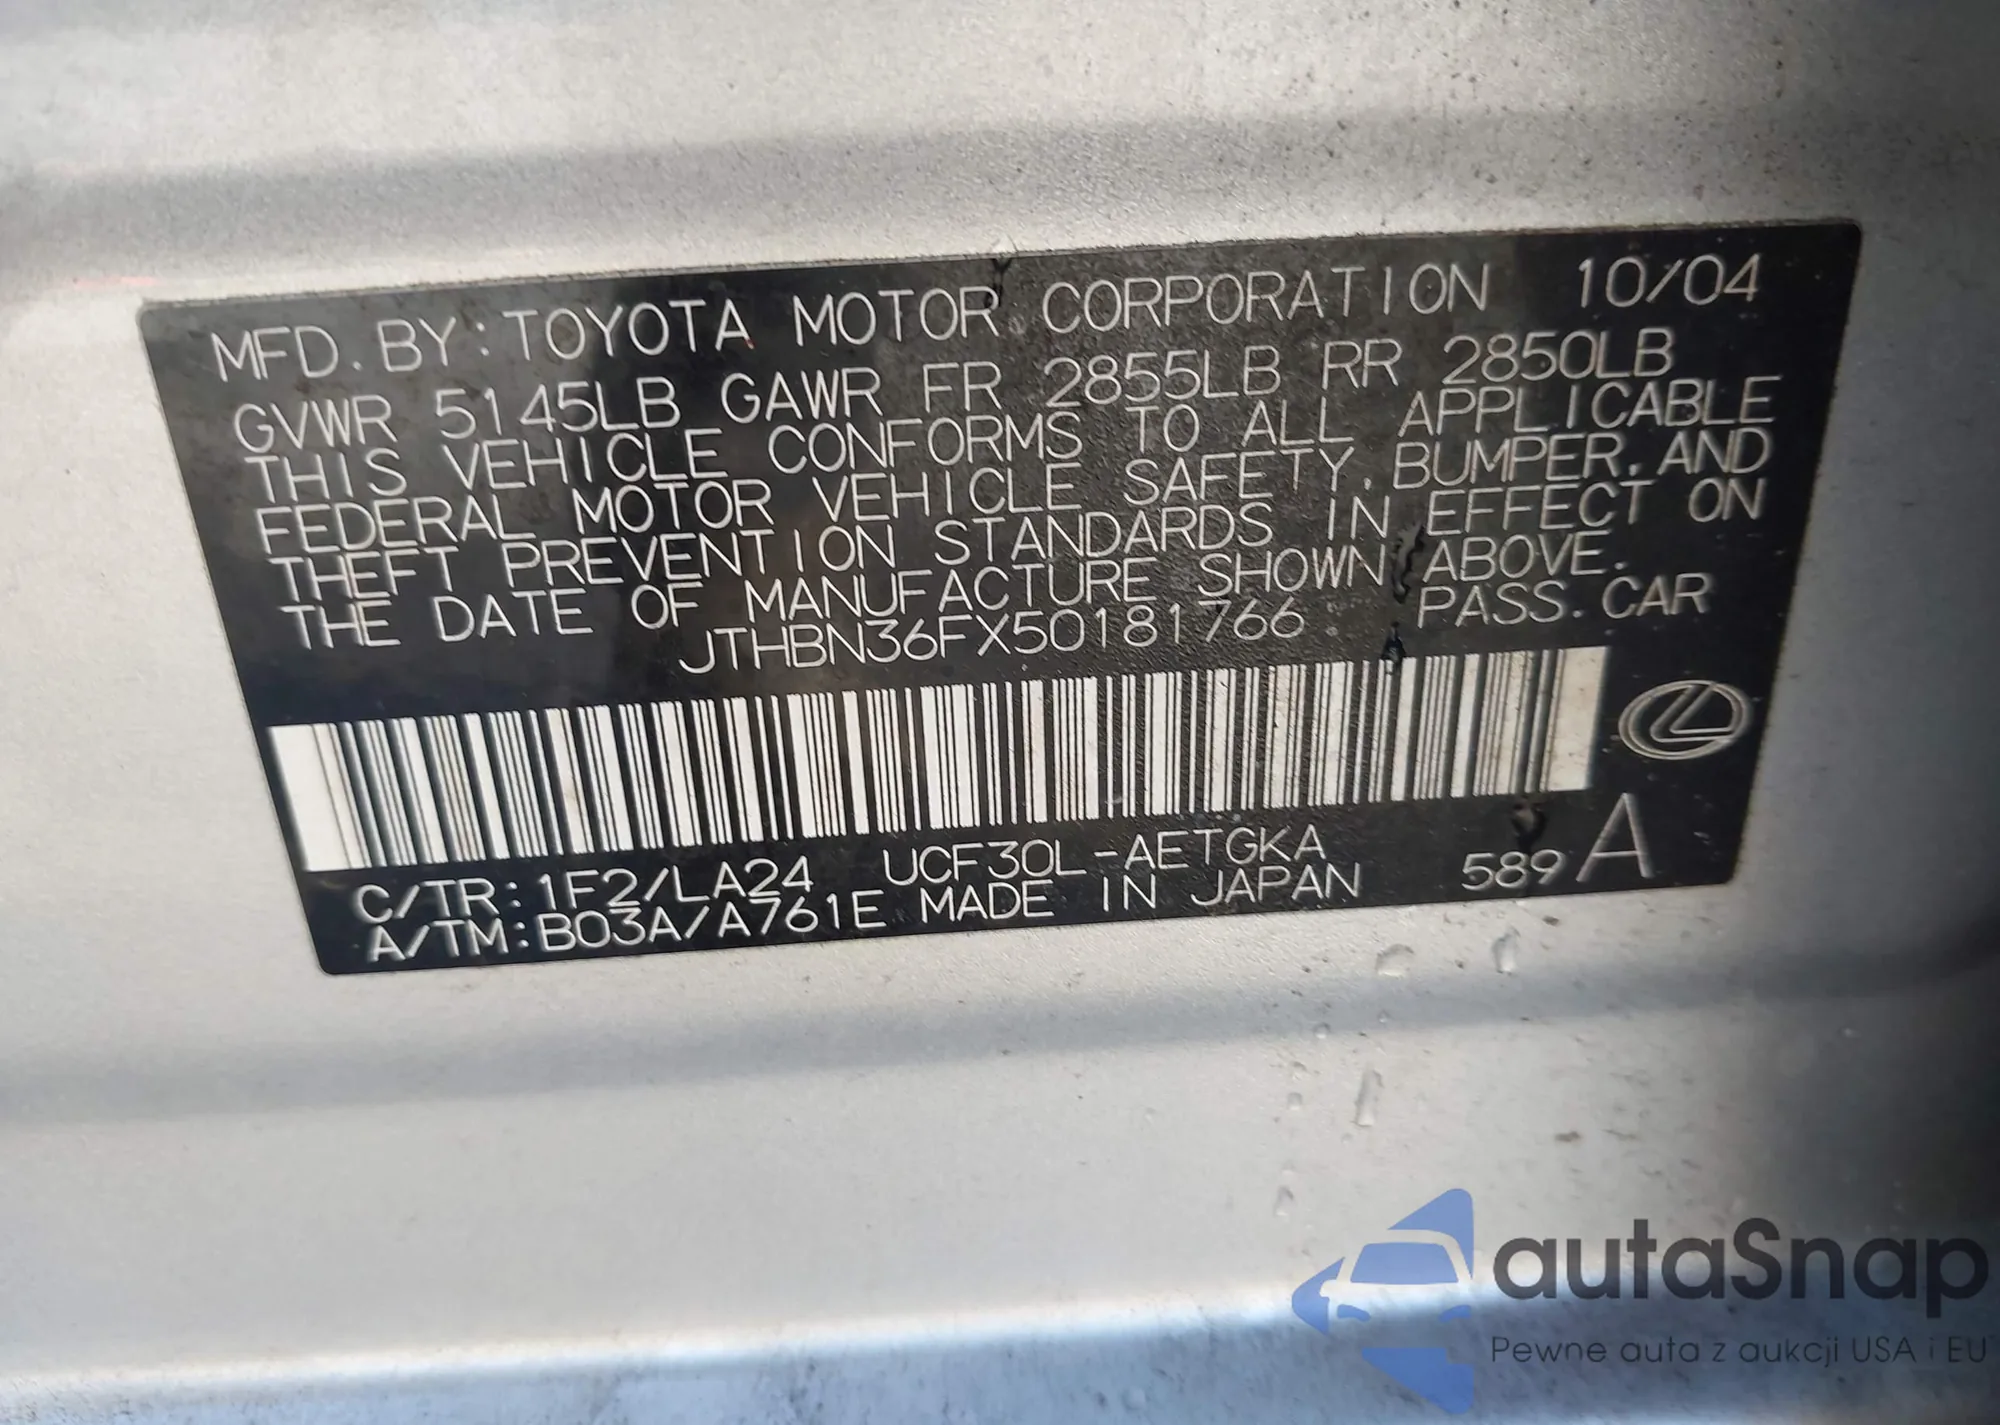 MFD. BY: TOYOTA MOTOR CORPORATION 10/04
GVWR 5145LB GAWR FR 2855LB RR 2850LB
THIS VEHICLE CONFORMS TO ALL APPLICABLE
FEDERAL MOTOR VEHICLE SAFETY, BUMPER, AND
THEFT PREVENTION STANDARDS IN EFFECT ON
THE DATE OF MANUFACTURE SHOWN ABOVE.
JTHBN36FX50181766 PASS. CAR
C/TR: 1F2/LA24 UCF30L-AETGKA
A/TM: B03A/A761E MADE IN JAPAN 589 A
autaSnap
Pewne auta z aukcji USA i EU